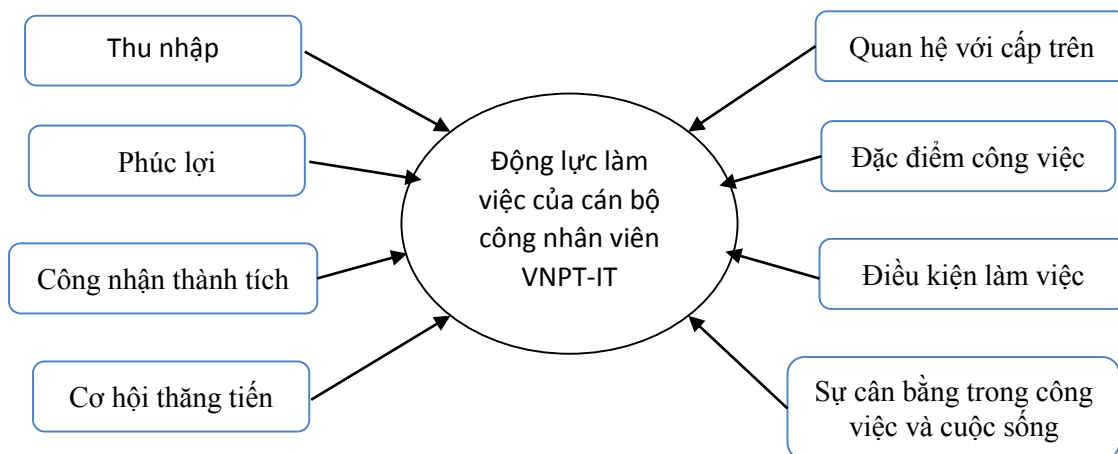 Thu nhập
Phúc lợi
Công nhận thành tích
Cơ hội thăng tiến
Động lực làm
việc của cán bộ
công nhân viên
VNPT-IT
Quan hệ với cấp trên
Đặc điểm công việc
Điều kiện làm việc
Sự cân bằng trong công
việc và cuộc sống